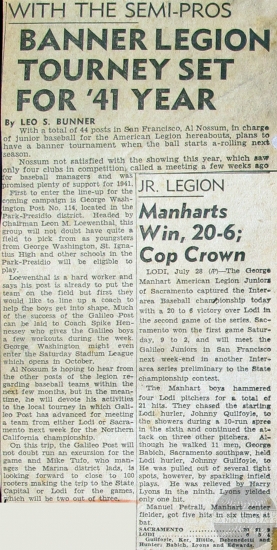 WITH THE SEMI-PROS
BANNER LEGION
TOURNEY SET
FOR '41 YEAR
By LEO S. BUNNER
With a total of 44 posts in San Francisco, Al Nossum, in charge
of junior baseball for the American Legion hereabouts, plans to
have a banner tournament when the ball starts a-rolling next
season.
Nossum not satisfied with the showing this year, which saw
only four clubs in competition, called a meeting a few weeks ago
for baseball managers and was
promised plenty of support for 1941.
First to enter the line-up for the
coming campaign is George Wash-
ington Post No. 114, located in the
Park-Presidio district. Headed by
Chairman Leon M. Loewenthal, this
group will not have quite a
field to pick from as youngsters
from George Washington, St. Igna-
tius High and other schools in the
Park-Presidio will be eligible to
play.
Loewenthal is a hard worker and
says his post is already to put the
team on the field but first they
would like to line up a coach to
help the boys get into shape. Much
of the success of the Galileo Post
can be laid to Coach Spike Hen-
nessey who gives the Galileo boys
a few workouts during the week.
George Washington might even
enter the Saturday Stadium League
which opens in October.
Al Nossum is hoping to hear from
the other posts of the legion re-
garding baseball teams within the
next few months, but in the mean-
time, he will devote his activities
to the local tourney in which Gali-
leo Post has advanced for meeting
a team from either Lodi or Sacra-
mento next week for the Northern
California championship.
On this trip, the Galileo Post will
not doubt run an excursion for the
game and Mike Tufo, who man-
ages the Marina district lads, is
looking forward to close to 100
rooters making the trip to the State
Capital or to Lodi for the games,
which will be two out of three.
JR. LEGION
Manharts
Win, 20-6;
Cop Crown
LODI, July 28 (AP)—The George
Manhart American Legion Juniors
of Sacramento captured the Inter-
area Baseball championship today
with a 20 to 6 victory over Lodi in
the second game of the series. Sac-
ramento won the first game Satur-
day, 9 to 2, and will meet the
Galileo Juniors in San Francisco
next week-end in another inter-
area series preliminary to the State
championship contest.
The Manhart boys hammered
four Lodi pitchers for a total of
21 hits. They chased the starting
Lodi hurler, Johnny Gulifoyle, to
the showers during a 10-run spree
in the sixth and continued the at-
tack on three other pitchers. Al-
though he walked 11 men, George
Babich, Sacramento southpaw, held
Lodi hurler, Johnny Gulifoyle, to
He was pulled out of several tight
spots, however, by sparkling infield
plays. He was relieved by Harry
Lyons in the ninth. Lyons yielded
only one hit.
Manuel Petrali, Manhart center
fielder, got five hits in six times at
bat.
SACRAMENTO
LODI